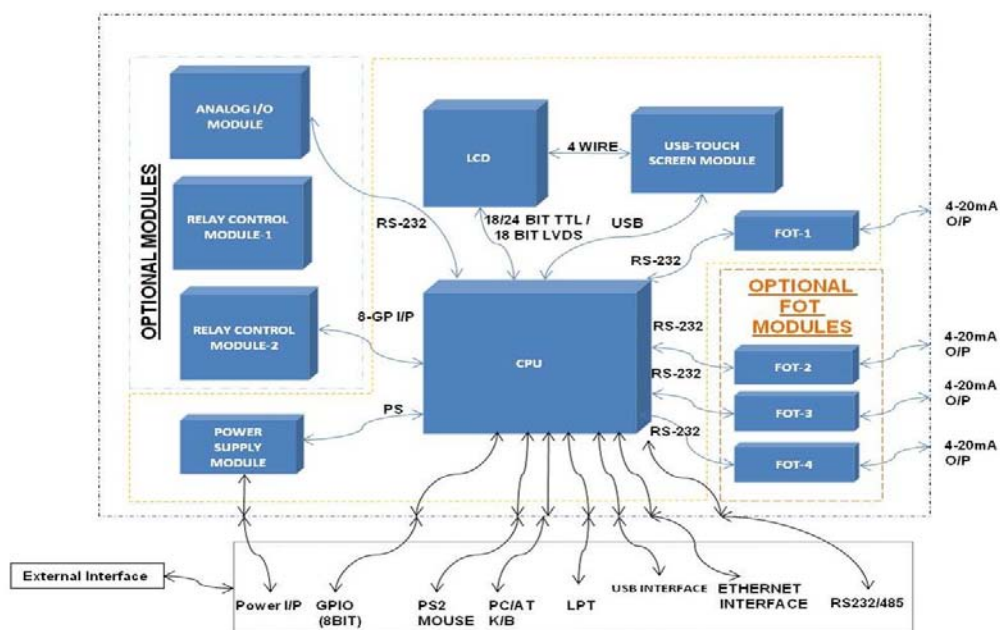 OPTIONAL MODULES
ANALOG I/O
MODULE
RELAY CONTROL
MODULE-1
RELAY CONTROL
MODULE-2
POWER
SUPPLY
MODULE
RS-232
8-GP I/P
PS
LCD
4 WIRE
USB-TOUCH
SCREEN MODULE
18/24 BIT TTL /
18 BIT LVDS
USB
RS-232
FOT-1
4-20mA
O/P
CPU
OPTIONAL
FOT
MODULES
RS-232
FOT-2
4-20mA
O/P
RS-232
FOT-3
4-20mA
O/P
RS-232
FOT-4
4-20mA
O/P
External Interface
Power I/P
GPIO
(8BIT)
PS2
MOUSE
PC/AT
K/B
LPT
USB INTERFACE
ETHERNET
INTERFACE
RS232/485